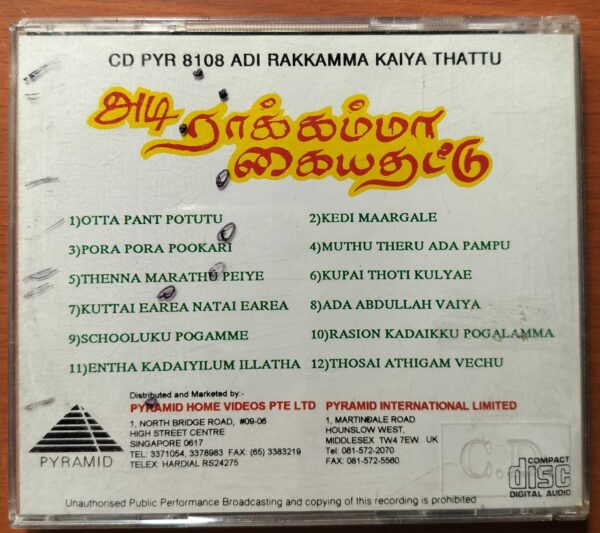 CD PYR 8108 ADI RAKKAMMA KAIYA THATTU
அடி ராக்கம்மா
கையதட்டு
1)OTTA PANT POTUTU
2)KEDI MAARGALE
3)PORA PORA POOKARI
4)MUTHU THERU ADA PAMPU
5)THENNA MARATHU PEIYE
6)KUPAI THOTI KULYAE
7)KUTTAI EAREA NATAI EAREA
8)ADA ABDULLAH VAIYA
9)SCHOOLUKU POGAMME
10)RASION KADAIKKU POGALAMMA
11)ENTHA KADAIYILUM ILLATHA
12)THOSAI ATHIGAM VECHU
Distributed and Marketed by:-
PYRAMID HOME VIDEOS PTE LTD
1, NORTH BRIDGE ROAD, #09-06
HIGH STREET CENTRE
SINGAPORE 0617
TEL: 3371054, 3378983 FAX: (65) 3383219
TELEX: HARDIAL RS24275
PYRAMID INTERNATIONAL LIMITED
1, MARTINDALE ROAD
HOUNSLOW WEST,
MIDDLESEX TW4 7EW UK
Tel: 081-572-2070
FAX: 081-572-5560
PYRAMID
C.D
COMPACT
disc
DIGITAL AUDIO
Unauthorised Public Performance Broadcasting and copying of this recording is prohibited